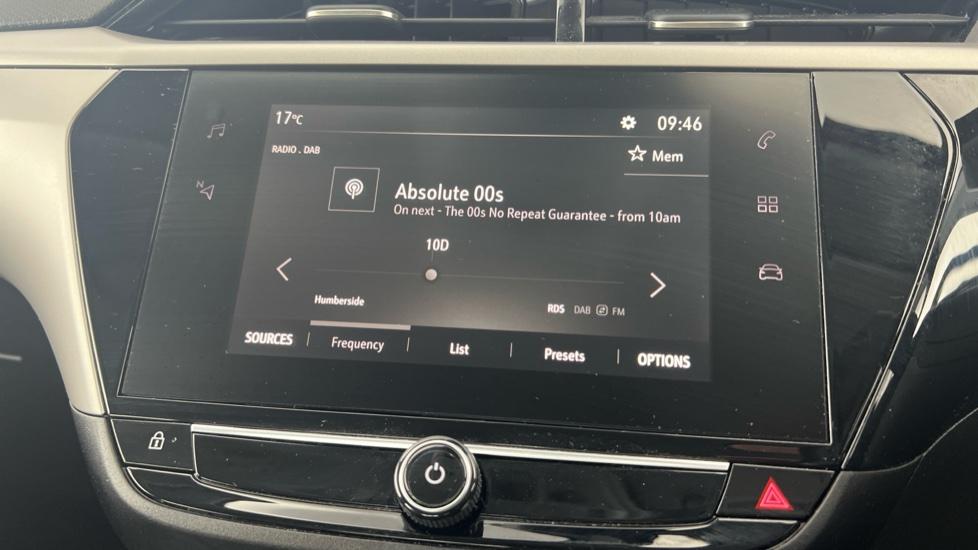 17°C
09:46
RADIO . DAB
Mem
N
Absolute 00s
On next - The 00s No Repeat Guarantee - from 10am
10D
Humberside
RDS DAB FM
SOURCES Frequency List Presets OPTIONS